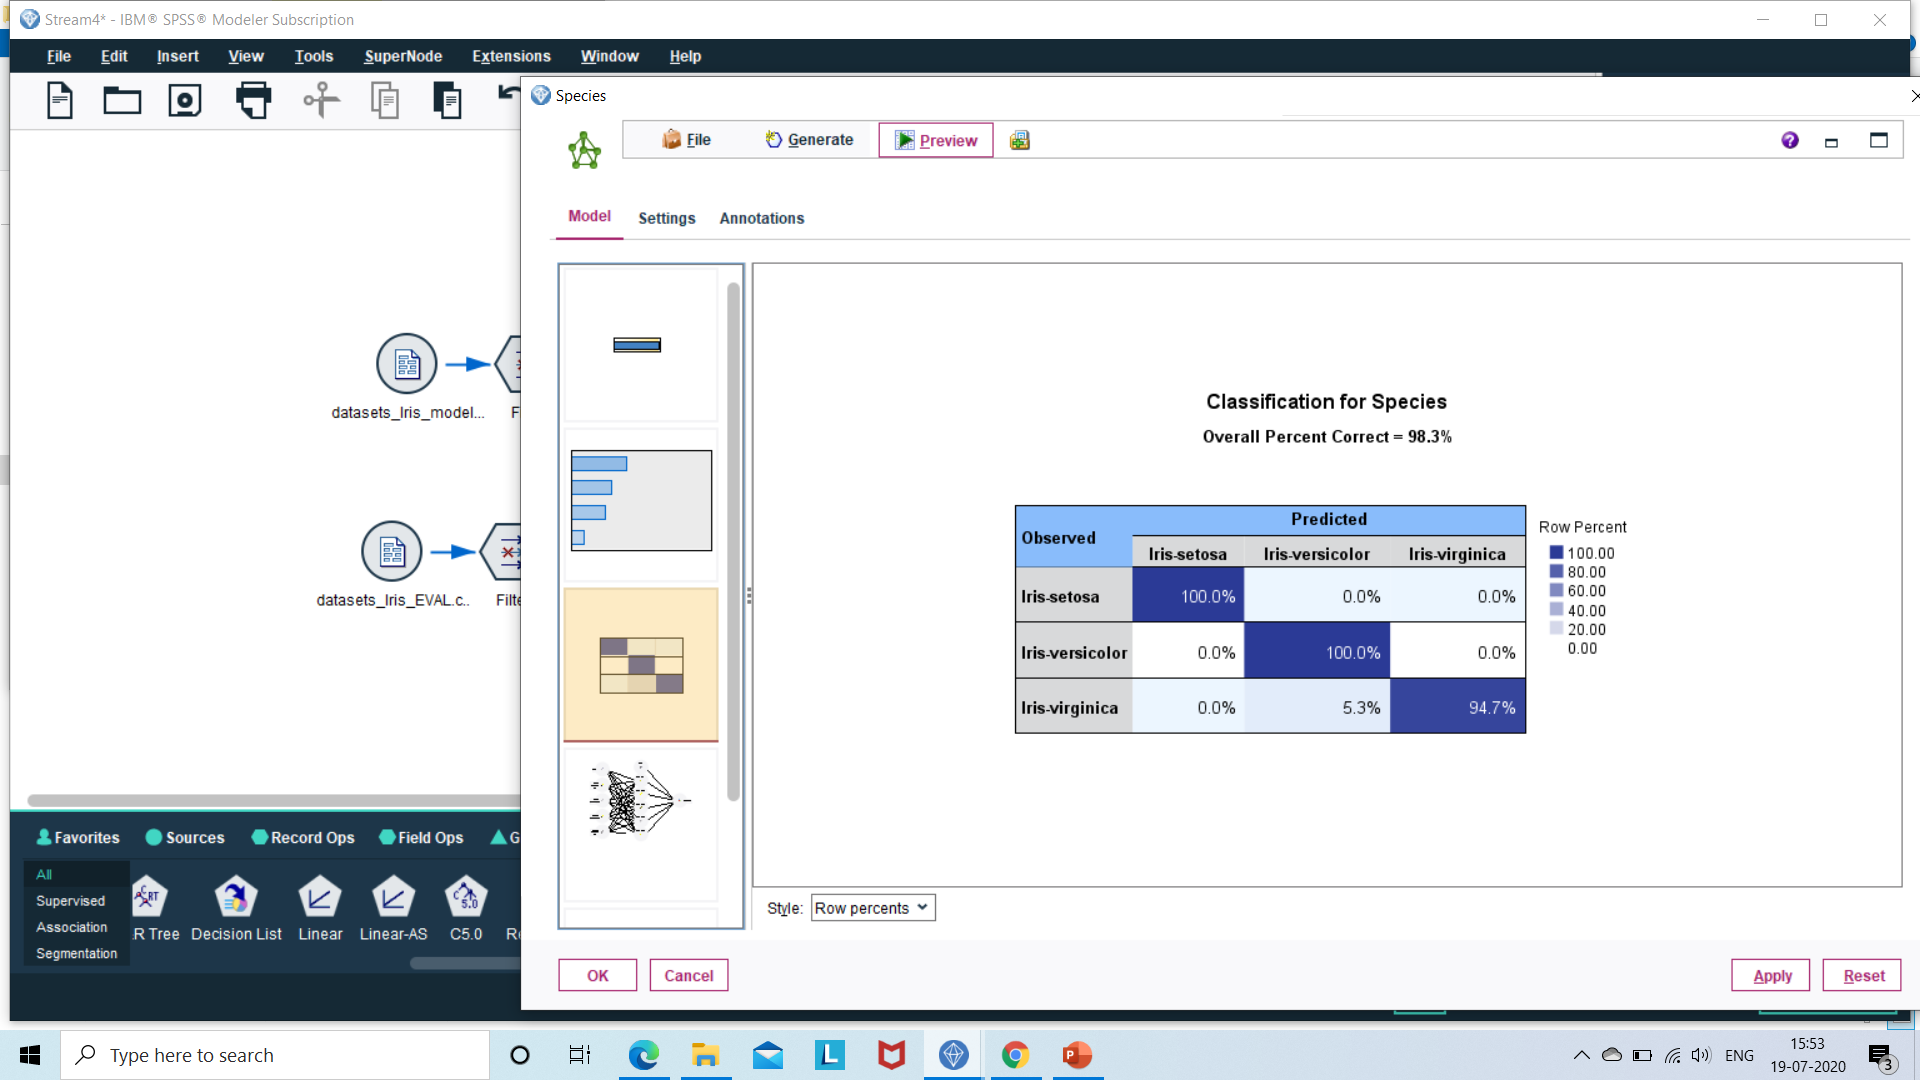 Stream4* - IBM® SPSS® Modeler Subscription
File Edit Insert View Tools SuperNode Extensions Window Help
Species
File Generate Preview
Model Settings Annotations
datasets_Iris_model...
datasets_Iris_EVAL.c..
Classification for Species
Overall Percent Correct = 98.3%
Observed Predicted
Iris-setosa Iris-versicolor Iris-virginica
Iris-setosa 100.0% 0.0% 0.0%
Iris-versicolor 0.0% 100.0% 0.0%
Iris-virginica 0.0% 5.3% 94.7%
Row Percent
100.00
80.00
60.00
40.00
20.00
0.00
Style: Row percents
OK Cancel Apply Reset
Favorites Sources Record Ops Field Ops G
All
Supervised
Association
Segmentation
R Tree Decision List Linear Linear-AS C5.0
Type here to search
ENG
15:53
19-07-2020
3